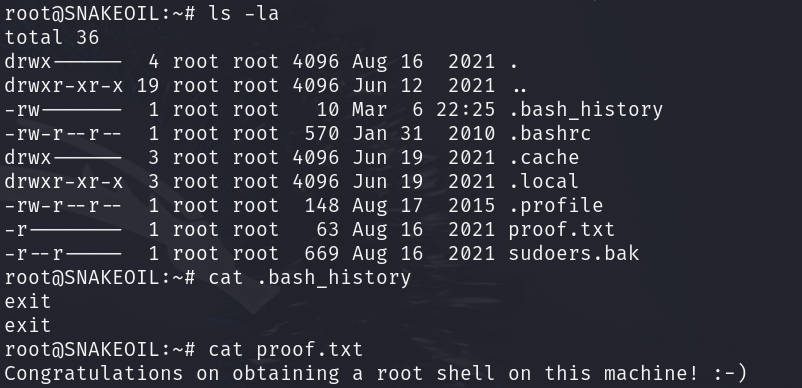 root@SNAKEOIL:~# ls -la
total 36
drwx------  4 root root 4096 Aug 16  2021 .
drwxr-xr-x 19 root root 4096 Jun 12  2021 ..
-rw-------  1 root root   10 Mar  6 22:25 .bash_history
-rw-r--r--  1 root root  570 Jan 31  2010 .bashrc
drwx------  3 root root 4096 Jun 19  2021 .cache
drwxr-xr-x  3 root root 4096 Jun 19  2021 .local
-rw-r--r--  1 root root  148 Aug 17  2015 .profile
-r--------  1 root root   63 Aug 16  2021 proof.txt
-r--r-----  1 root root  669 Aug 16  2021 sudoers.bak
root@SNAKEOIL:~# cat .bash_history
exit
exit
root@SNAKEOIL:~# cat proof.txt
Congratulations on obtaining a root shell on this machine! :-)